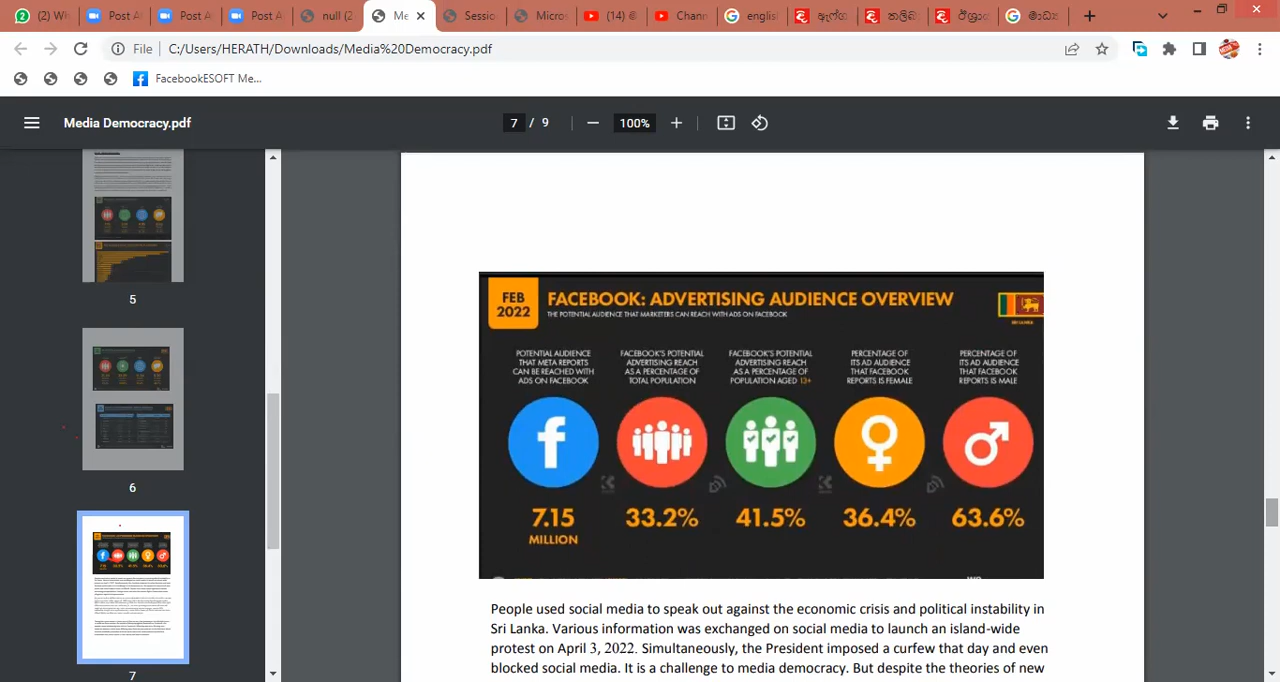 (2) Wh
Post Al
Post Al
Post Al
null (2
Me
Sessio
Micros
(14)
Chann
englis
ඇෆ්ග
තලිබ
මාධ්‍ය
File
C:/Users/HERATH/Downloads/Media%20Democracy.pdf
FacebookESOFT Me...
Media Democracy.pdf
7 / 9
100%
5
6
7
FEB
2022
FACEBOOK: ADVERTISING AUDIENCE OVERVIEW
THE POTENTIAL AUDIENCE THAT MARKETERS CAN REACH WITH ADS ON FACEBOOK
SRI LANKA
POTENTIAL AUDIENCE
THAT META REPORTS
CAN BE REACHED WITH
ADS ON FACEBOOK
FACEBOOK'S POTENTIAL
ADVERTISING REACH
AS A PERCENTAGE OF
TOTAL POPULATION
FACEBOOK'S POTENTIAL
ADVERTISING REACH
AS A PERCENTAGE OF
POPULATION AGED 13+
PERCENTAGE OF
ITS AD AUDIENCE
THAT FACEBOOK
REPORTS IS FEMALE
PERCENTAGE OF
ITS AD AUDIENCE
THAT FACEBOOK
REPORTS IS MALE
7.15
MILLION
33.2%
41.5%
36.4%
63.6%
People used social media to speak out against the economic crisis and political instability in
Sri Lanka. Various information was exchanged on social media to launch an island-wide
protest on April 3, 2022. Simultaneously, the President imposed a curfew that day and even
blocked social media. It is a challenge to media democracy. But despite the theories of new